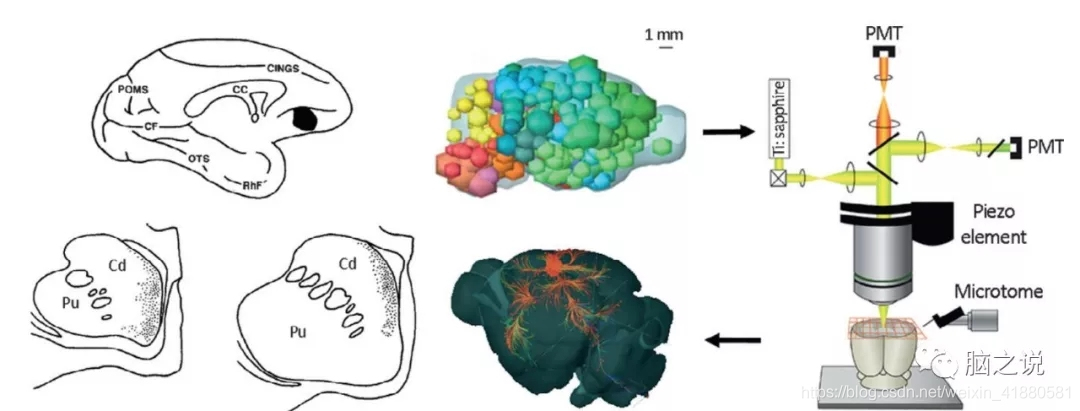 CINGS
POMS
CC
CF
OTS
RhF
Cd
Pu
Cd
Pu
1 mm
PMT
Ti: sapphire
PMT
Piezo
element
Microtome
脑之说
https://blog.csdn.net/weixin_41880581